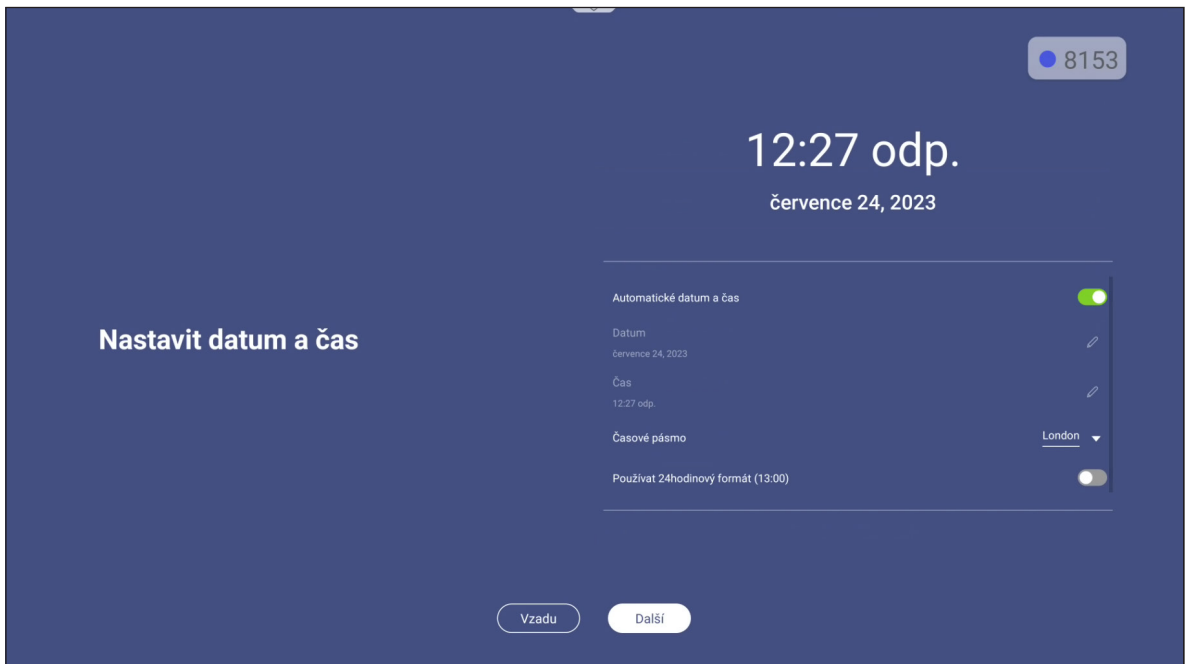 8153
12:27 odp.
července 24, 2023
Nastavit datum a čas
Automatické datum a čas
Datum
července 24, 2023
Čas
12:27 odp.
Časové pásmo
London
Používat 24hodinový formát (13:00)
Vzadu
Další